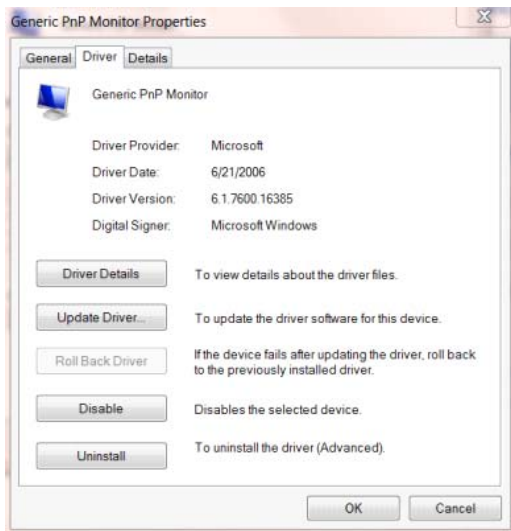 Generic PnP Monitor Properties
General Driver Details
Generic PnP Monitor
Driver Provider: Microsoft
Driver Date: 6/21/2006
Driver Version: 6.1.7600.16385
Digital Signer: Microsoft Windows
Driver Details To view details about the driver files.
Update Driver... To update the driver software for this device.
Roll Back Driver If the device fails after updating the driver, roll back
to the previously installed driver.
Disable Disables the selected device.
Uninstall To uninstall the driver (Advanced).
OK Cancel